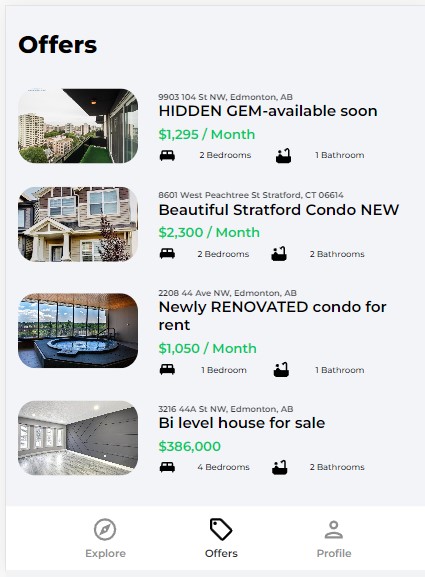 Offers
9903 104 St NW, Edmonton, AB
HIDDEN GEM-available soon
$1,295 / Month
2 Bedrooms 1 Bathroom
8601 West Peachtree St Stratford, CT 06614
Beautiful Stratford Condo NEW
$2,300 / Month
2 Bedrooms 2 Bathrooms
2208 44 Ave NW, Edmonton, AB
Newly RENOVATED condo for
rent
$1,050 / Month
1 Bedroom 1 Bathroom
3216 44A St NW, Edmonton, AB
Bi level house for sale
$386,000
4 Bedrooms 2 Bathrooms
Explore Offers Profile